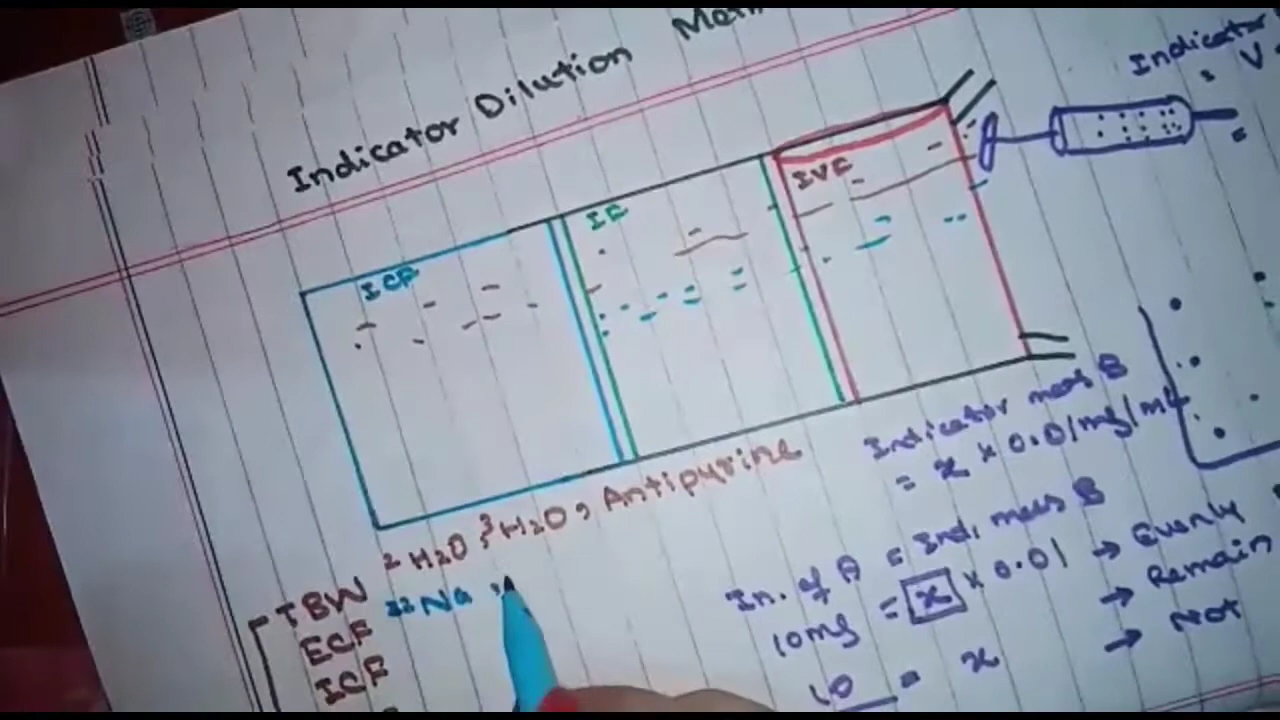 Indicator Dilution
Indicator
V
IVF
IF
ICF
Indicator mass B
= x × 0.01mg/mL
²H2O, ³H2O, Antipyrine
In. of A = Indi. mass B
10mg = x × 0.01 → Evenly
→ Remain
→ Not
10 = x
TBW
ECF ²²Na
ICF